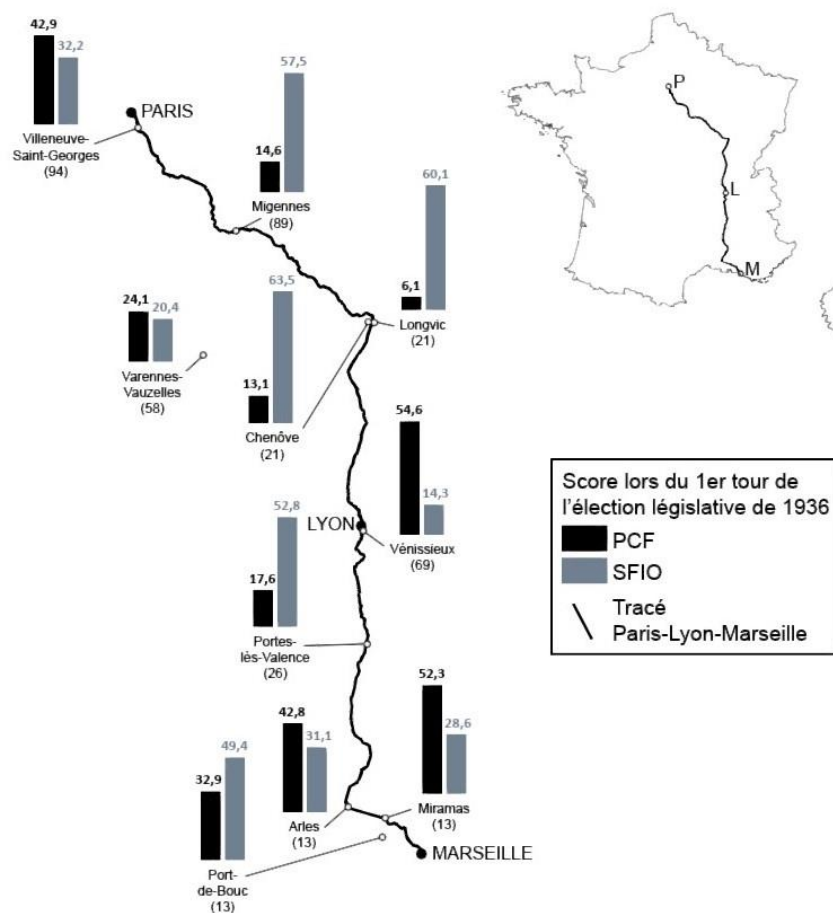 42,9
32,2
Villeneuve-
Saint-Georges
(94)
PARIS
57,5
14,6
Migennes
(89)
P
L
M
60,1
6,1
Longvic
(21)
24,1
20,4
Varennes-
Vauzelles
(58)
63,5
13,1
Chenôve
(21)
54,6
14,3
Vénissieux
(69)
LYON
52,8
17,6
Portes-
lès-Valence
(26)
Score lors du 1er tour de
l'élection législative de 1936
PCF
SFIO
Tracé
Paris-Lyon-Marseille
52,3
28,6
Miramas
(13)
42,8
31,1
Arles
(13)
49,4
32,9
Port-
de-Bouc
(13)
MARSEILLE